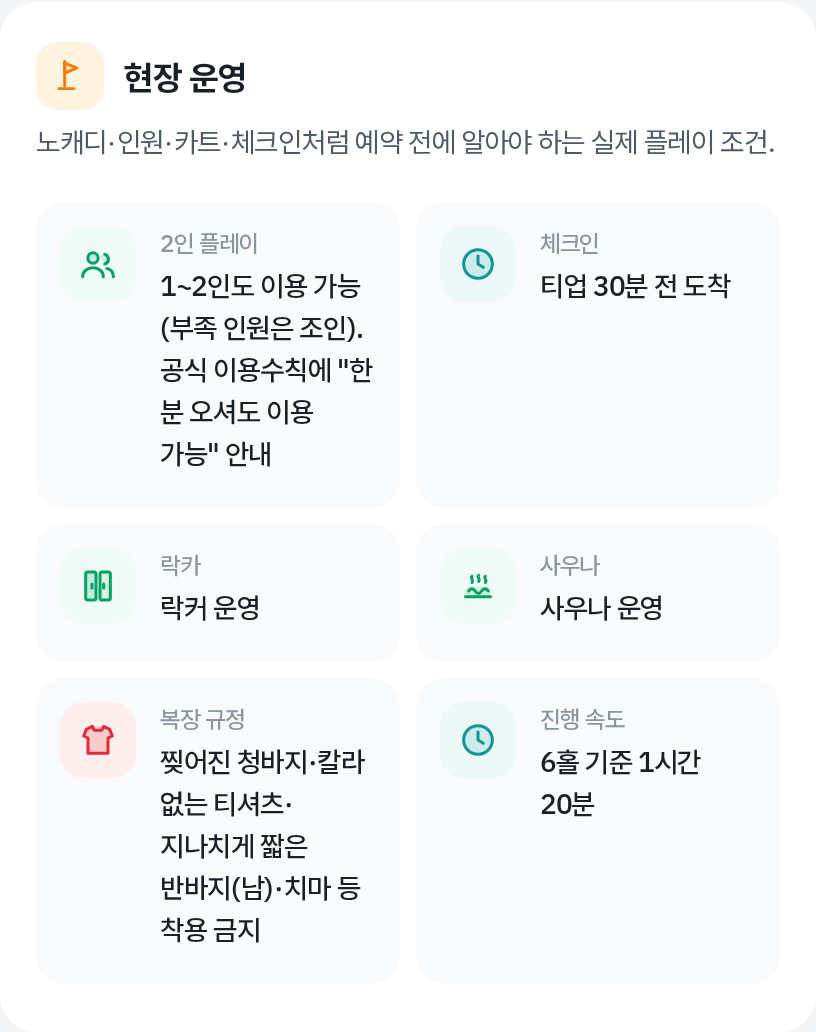 현장 운영
노캐디·인원·카트·체크인처럼 예약 전에 알아야 하는 실제 플레이 조건.
2인 플레이
1~2인도 이용 가능
(부족 인원은 조인).
공식 이용수칙에 "한
분 오셔도 이용
가능" 안내
체크인
티업 30분 전 도착
락카
락커 운영
사우나
사우나 운영
복장 규정
찢어진 청바지·칼라
없는 티셔츠·
지나치게 짧은
반바지(남)·치마 등
착용 금지
진행 속도
6홀 기준 1시간
20분